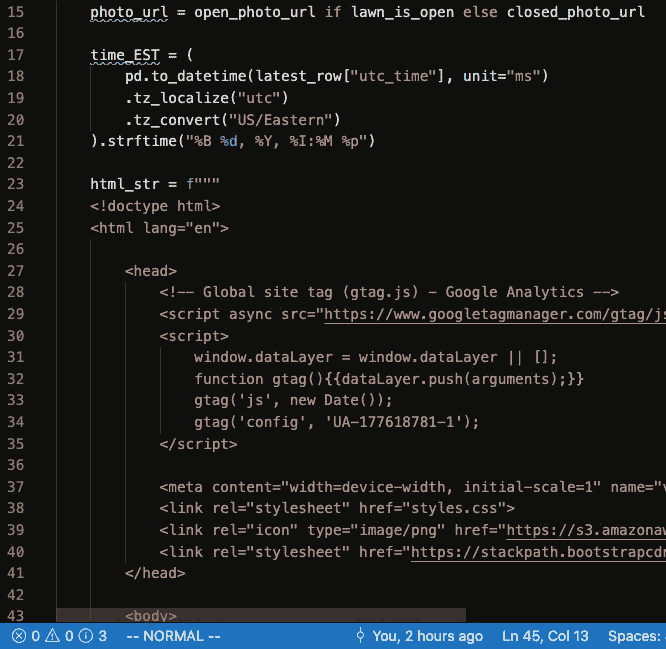 15 photo_url = open_photo_url if lawn_is_open else closed_photo_url
16
17 time_EST = (
18 pd.to_datetime(latest_row["utc_time"], unit="ms")
19 .tz_localize("utc")
20 .tz_convert("US/Eastern")
21 ).strftime("%B %d, %Y, %I:%M %p")
22
23 html_str = f"""
24 <!doctype html>
25 <html lang="en">
26
27 <head>
28 <!-- Global site tag (gtag.js) - Google Analytics -->
29 <script async src="https://www.googletagmanager.com/gtag/js
30 <script>
31 window.dataLayer = window.dataLayer || [];
32 function gtag(){{dataLayer.push(arguments);}}
33 gtag('js', new Date());
34 gtag('config', 'UA-177618781-1');
35 </script>
36
37 <meta content="width=device-width, initial-scale=1" name="v
38 <link rel="stylesheet" href="styles.css">
39 <link rel="icon" type="image/png" href="https://s3.amazonaw
40 <link rel="stylesheet" href="https://stackpath.bootstrapcdn
41 </head>
42
43 <body>
0 0 3 -- NORMAL -- You, 2 hours ago Ln 45, Col 13 Spaces: